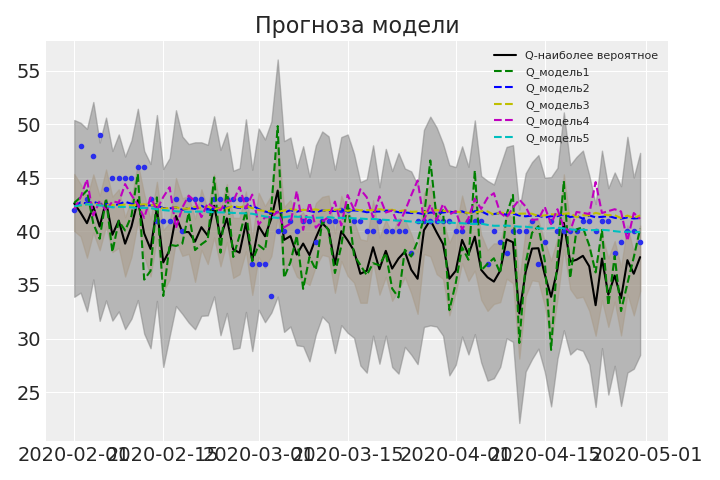 Прогноза модели
Q-наиболее вероятное
Q_модель1
Q_модель2
Q_модель3
Q_модель4
Q_модель5
55
50
45
40
35
30
25
2020-02-01 2020-02-15 2020-03-01 2020-03-15 2020-04-01 2020-04-15 2020-05-01